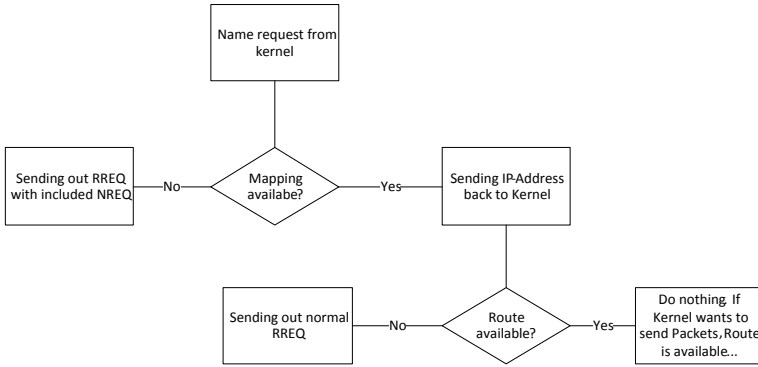 Name request from
kernel
Sending out RREQ
with included NREQ
No
Mapping
availabe?
Yes
Sending IP-Address
back to Kernel
Sending out normal
RREQ
No
Route
available?
Yes
Do nothing. If
Kernel wants to
send Packets,Route
is available...